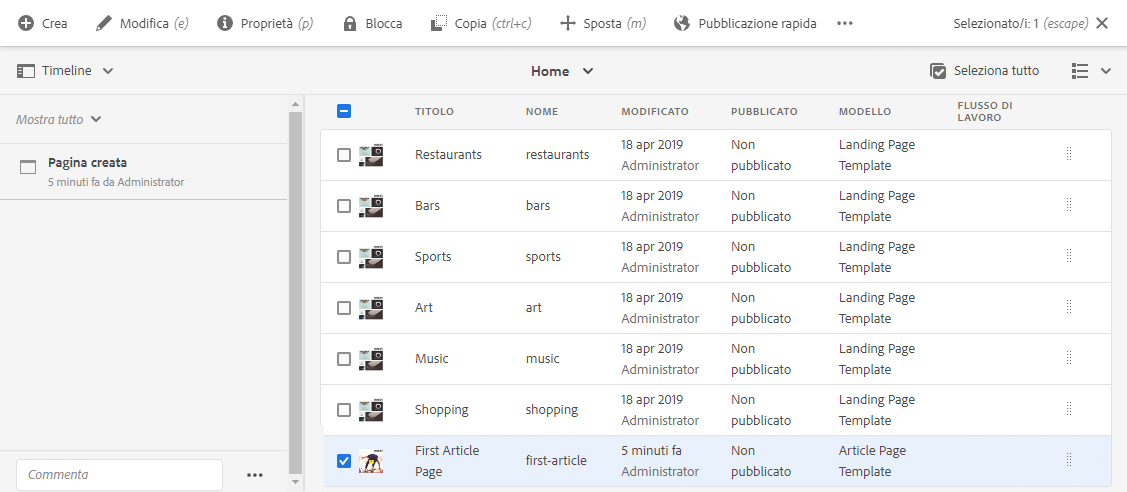 Crea Modifica (e) Proprietà (p) Blocca Copia (ctrl+c) Sposta (m) Pubblicazione rapida Selezionato/i: 1 (escape)
Timeline Home Seleziona tutto
Mostra tutto
Pagina creata
5 minuti fa da Administrator
Commenta
TITOLO NOME MODIFICATO PUBBLICATO MODELLO FLUSSO DI
LAVORO
Restaurants restaurants 18 apr 2019 Non Landing Page
Administrator pubblicato Template
Bars bars 18 apr 2019 Non Landing Page
Administrator pubblicato Template
Sports sports 18 apr 2019 Non Landing Page
Administrator pubblicato Template
Art art 18 apr 2019 Non Landing Page
Administrator pubblicato Template
Music music 18 apr 2019 Non Landing Page
Administrator pubblicato Template
Shopping shopping 18 apr 2019 Non Landing Page
Administrator pubblicato Template
First Article first-article 5 minuti fa Non Article Page
Page Administrator pubblicato Template